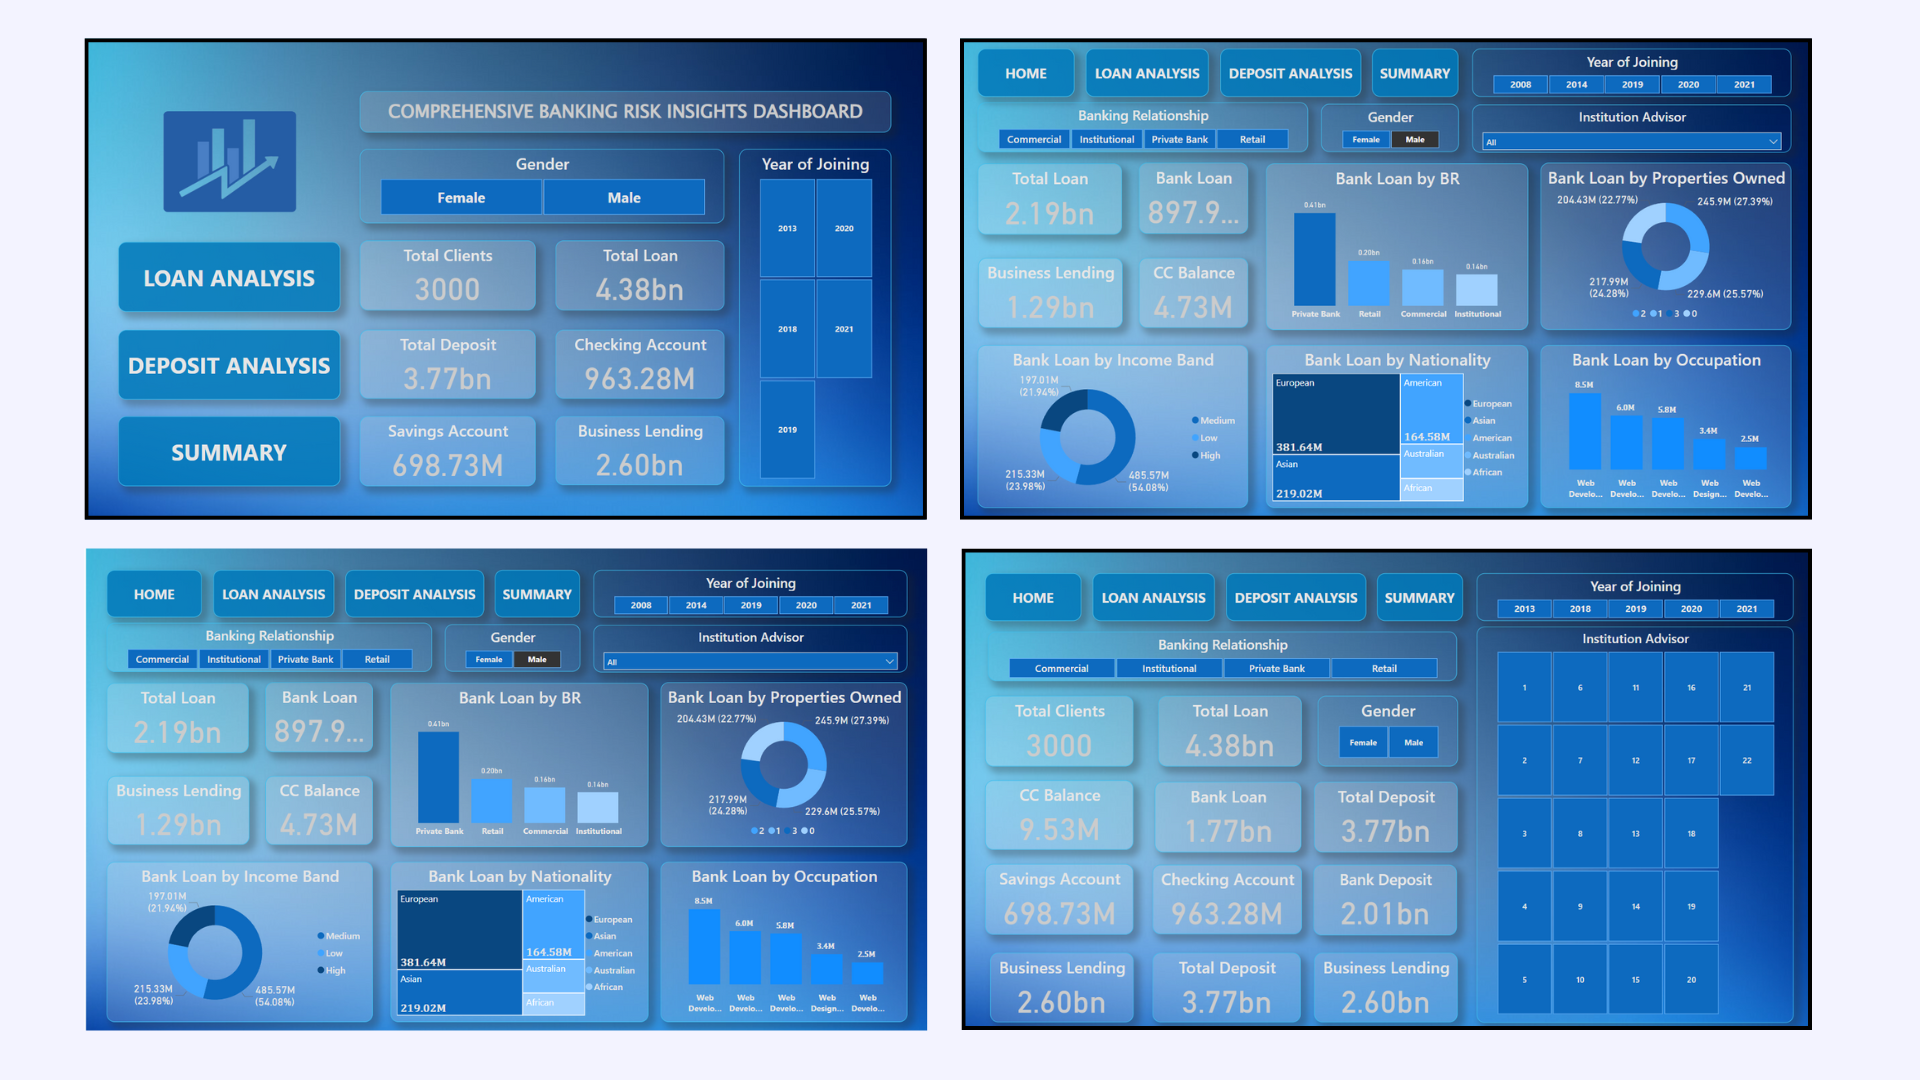 COMPREHENSIVE BANKING RISK INSIGHTS DASHBOARD
Gender
Female Male
Year of Joining
2013 2020
2018 2021
2019
LOAN ANALYSIS
DEPOSIT ANALYSIS
SUMMARY
Total Clients
3000
Total Loan
4.38bn
Total Deposit
3.77bn
Checking Account
963.28M
Savings Account
698.73M
Business Lending
2.60bn
HOME LOAN ANALYSIS DEPOSIT ANALYSIS SUMMARY
Year of Joining
2008 2014 2019 2020 2021
Banking Relationship
Commercial Institutional Private Bank Retail
Gender
Female Male
Institution Advisor
All
Total Loan
2.19bn
Bank Loan
897.9...
Business Lending
1.29bn
CC Balance
4.73M
Bank Loan by BR
0.41bn
0.20bn
0.16bn
0.14bn
Private Bank Retail Commercial Institutional
Bank Loan by Properties Owned
204.43M (22.77%)
245.9M (27.39%)
217.99M
(24.28%)
229.6M (25.57%)
2 1 3 0
Bank Loan by Income Band
197.01M
(21.94%)
215.33M
(23.98%)
485.57M
(54.08%)
Medium
Low
High
Bank Loan by Nationality
European
381.64M
Asian
219.02M
American
164.58M
Australian
African
European
Asian
American
Australian
African
Bank Loan by Occupation
8.5M
6.0M
5.8M
3.4M
2.5M
Web Web Web Web Web
Develo... Develo... Develo... Design... Develo...
HOME LOAN ANALYSIS DEPOSIT ANALYSIS SUMMARY
Year of Joining
2008 2014 2019 2020 2021
Banking Relationship
Commercial Institutional Private Bank Retail
Gender
Female Male
Institution Advisor
All
Total Loan
2.19bn
Bank Loan
897.9...
Business Lending
1.29bn
CC Balance
4.73M
Bank Loan by BR
0.41bn
0.20bn
0.16bn
0.14bn
Private Bank Retail Commercial Institutional
Bank Loan by Properties Owned
204.43M (22.77%)
245.9M (27.39%)
217.99M
(24.28%)
229.6M (25.57%)
2 1 3 0
Bank Loan by Income Band
197.01M
(21.94%)
215.33M
(23.98%)
485.57M
(54.08%)
Medium
Low
High
Bank Loan by Nationality
European
381.64M
Asian
219.02M
American
164.58M
Australian
African
European
Asian
American
Australian
African
Bank Loan by Occupation
8.5M
6.0M
5.8M
3.4M
2.5M
Web Web Web Web Web
Develo... Develo... Develo... Design... Develo...
HOME LOAN ANALYSIS DEPOSIT ANALYSIS SUMMARY
Year of Joining
2013 2018 2019 2020 2021
Banking Relationship
Commercial Institutional Private Bank Retail
Total Clients
3000
Total Loan
4.38bn
Gender
Female Male
CC Balance
9.53M
Bank Loan
1.77bn
Total Deposit
3.77bn
Savings Account
698.73M
Checking Account
963.28M
Bank Deposit
2.01bn
Business Lending
2.60bn
Total Deposit
3.77bn
Business Lending
2.60bn
Institution Advisor
1 6 11 16 21
2 7 12 17 22
3 8 13 18
4 9 14 19
5 10 15 20